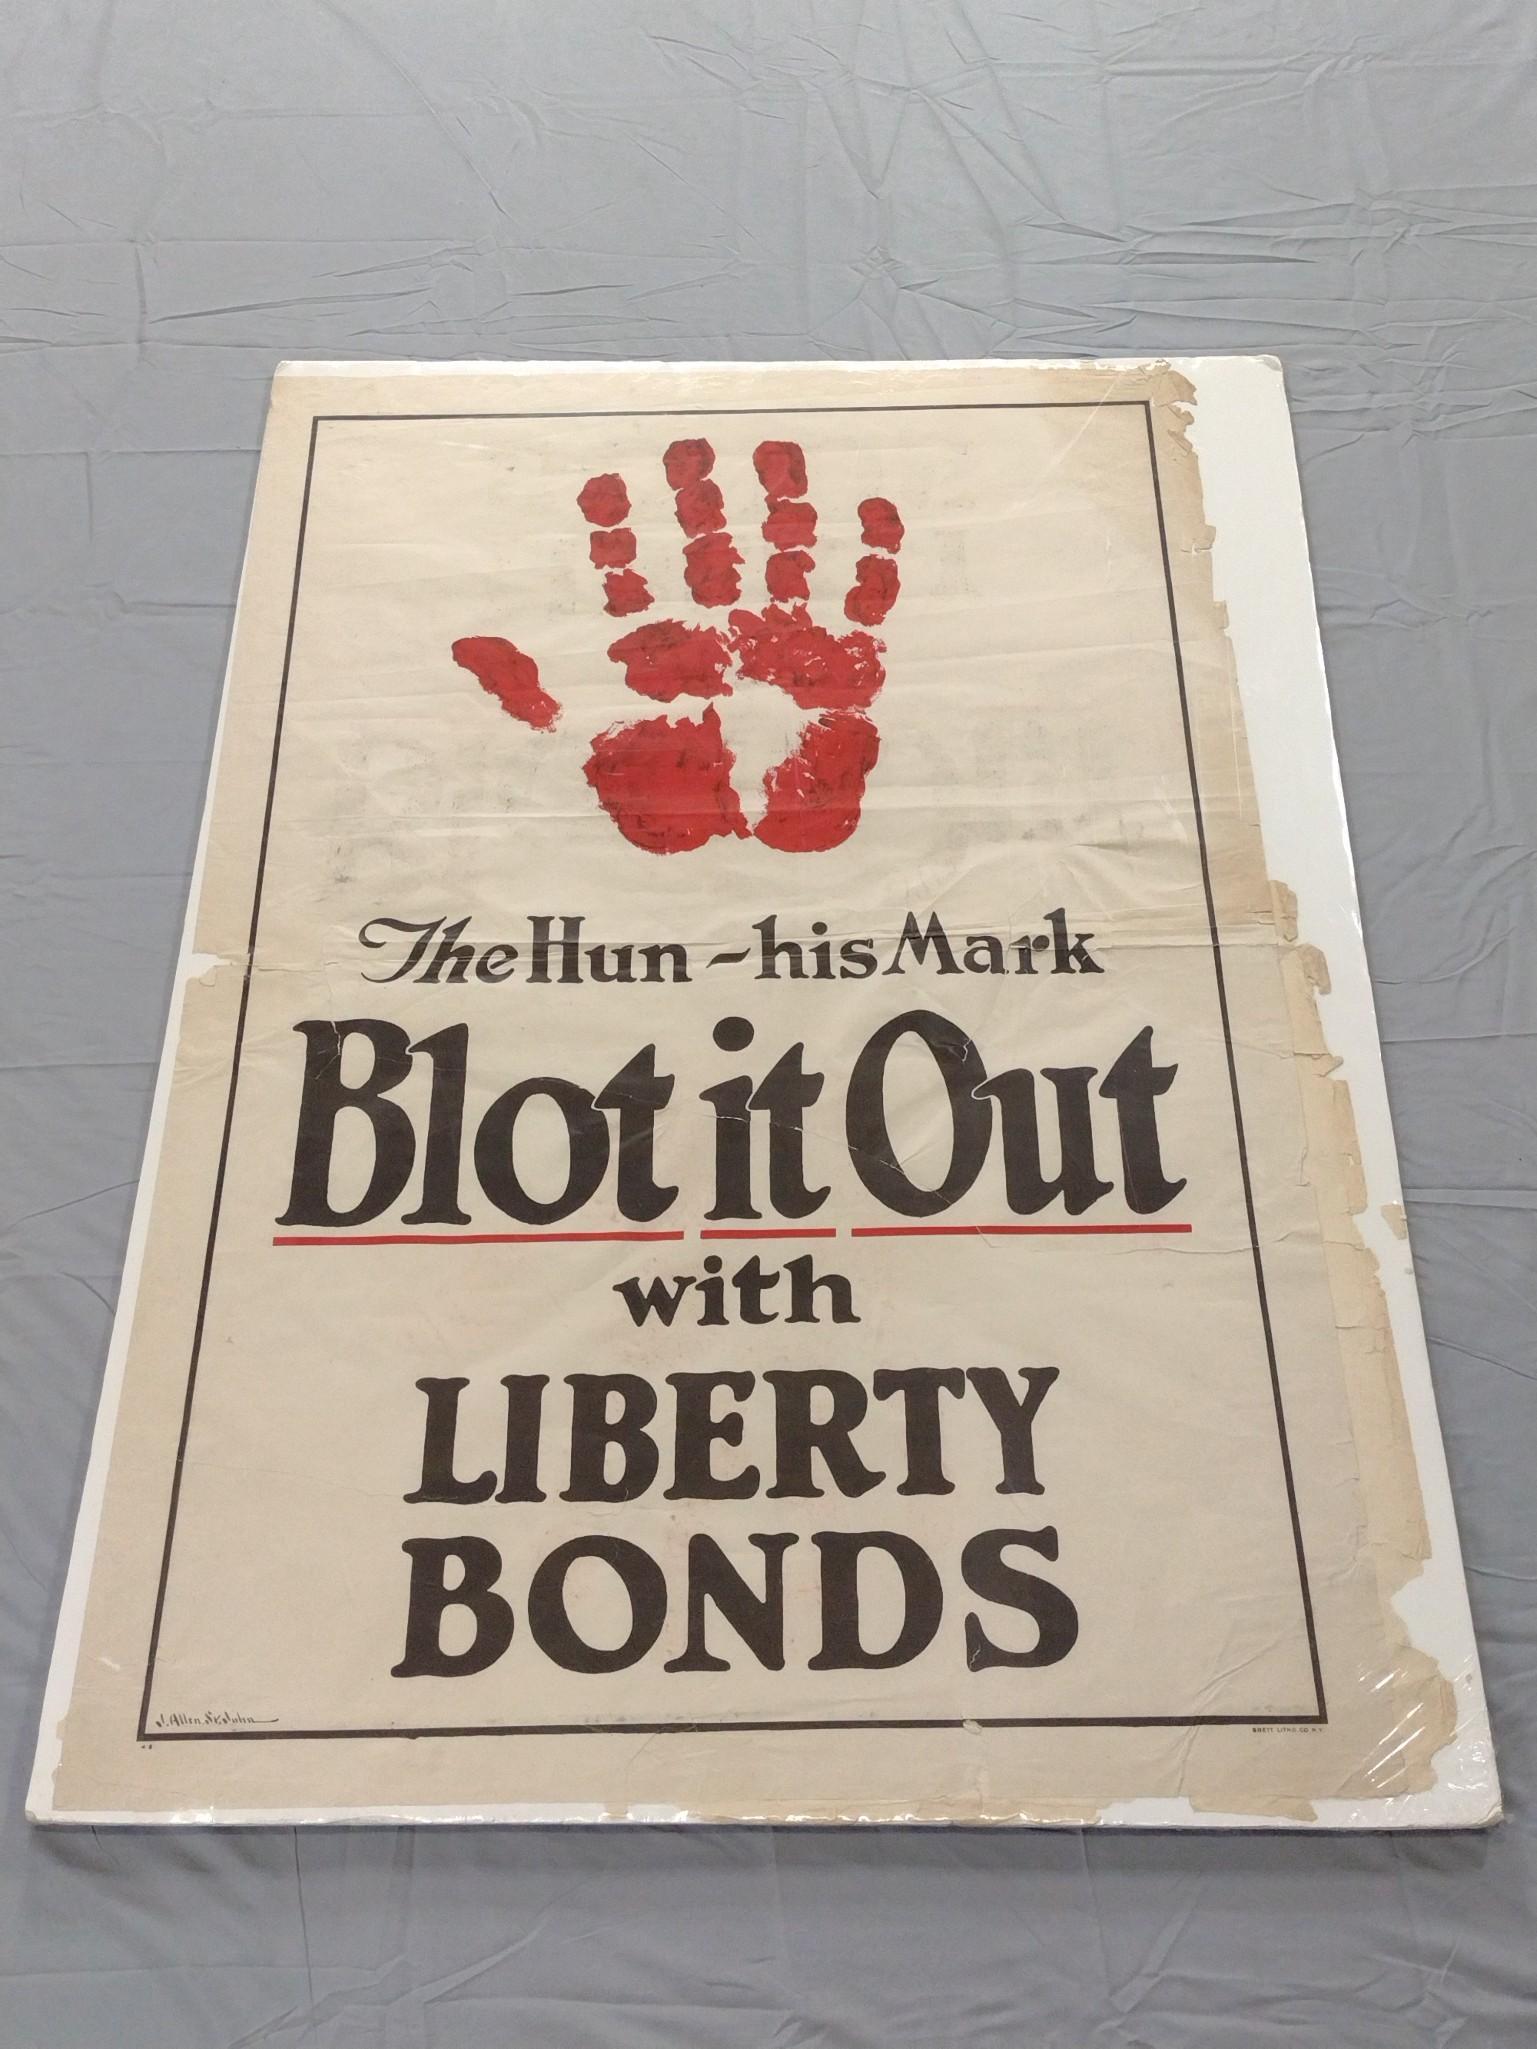 The Hun ~ his Mark
Blot it Out
with
LIBERTY
BONDS
J. Allen St. John
BRETT LITHO. CO. N.Y.